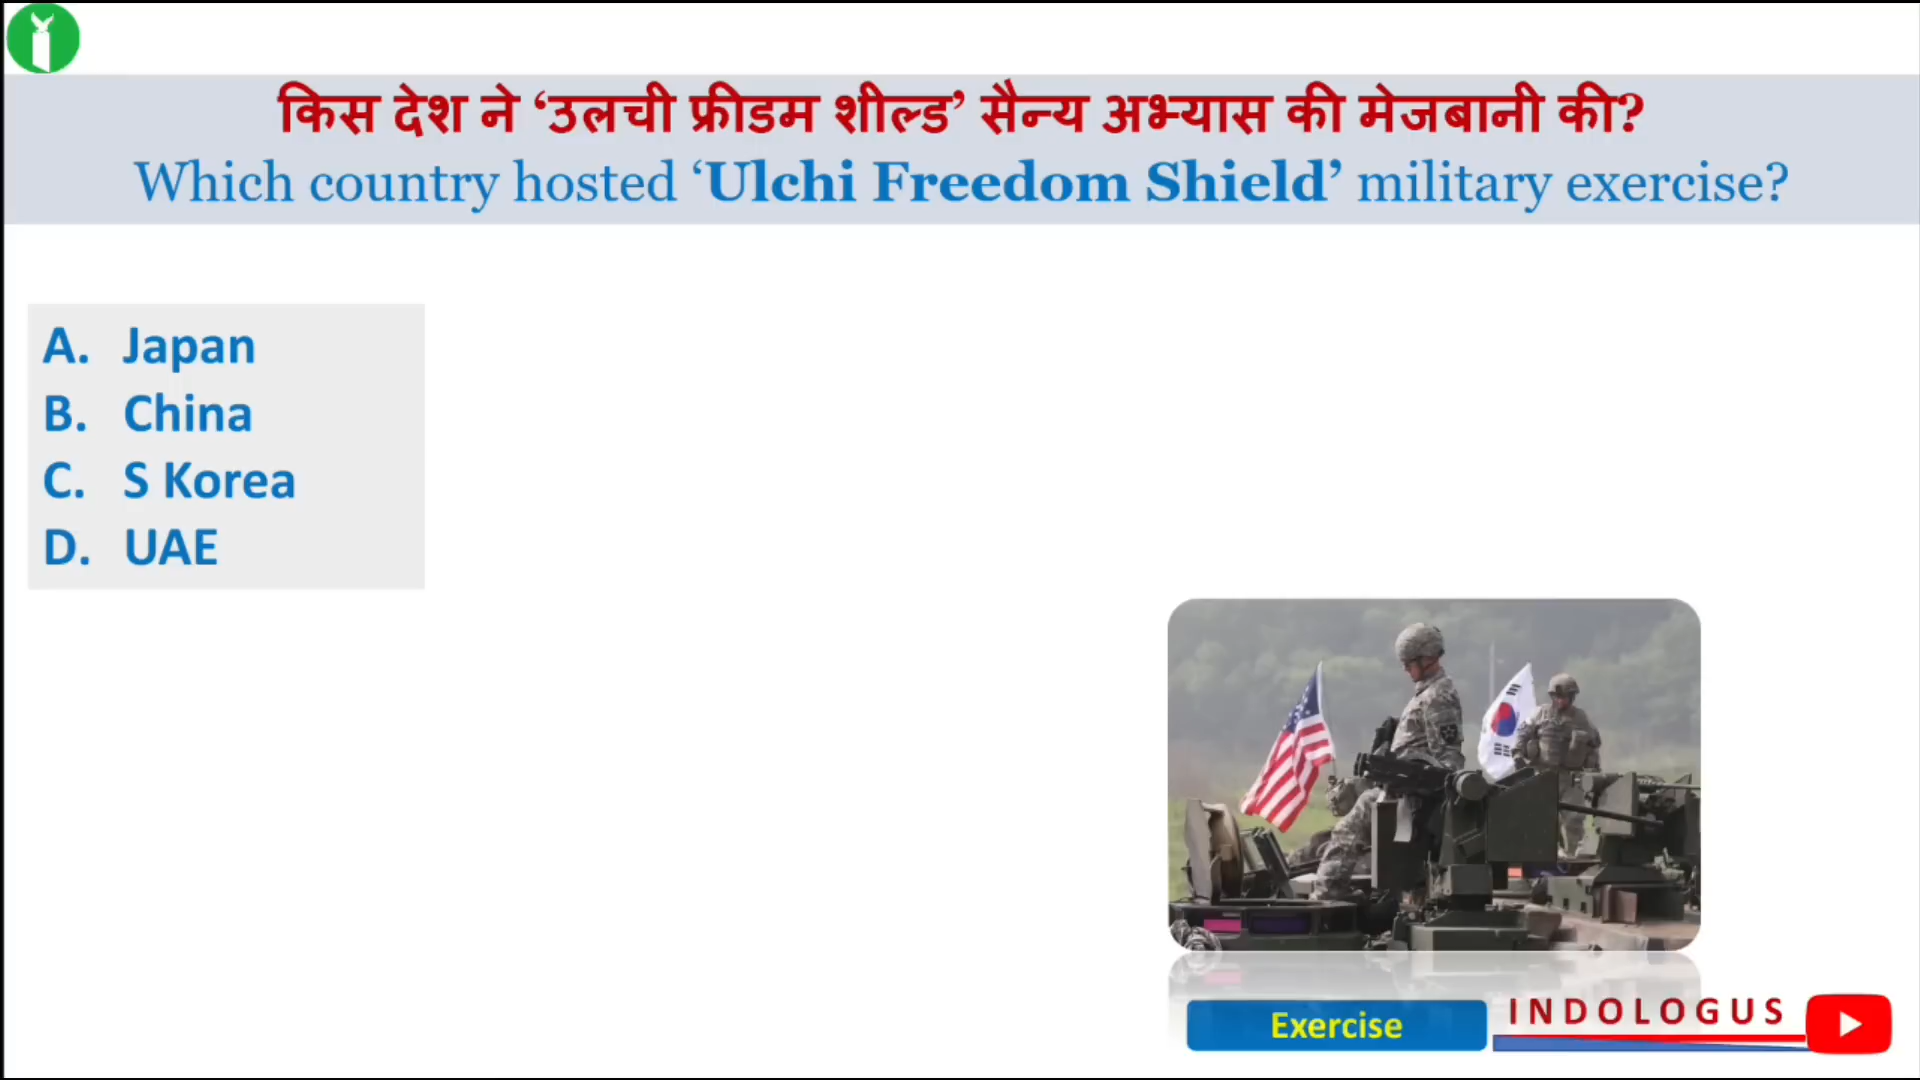 किस देश ने ‘उलची फ्रीडम शील्ड’ सैन्य अभ्यास की मेजबानी की?
Which country hosted ‘Ulchi Freedom Shield’ military exercise?
A. Japan
B. China
C. S Korea
D. UAE
Exercise
INDOLOGUS